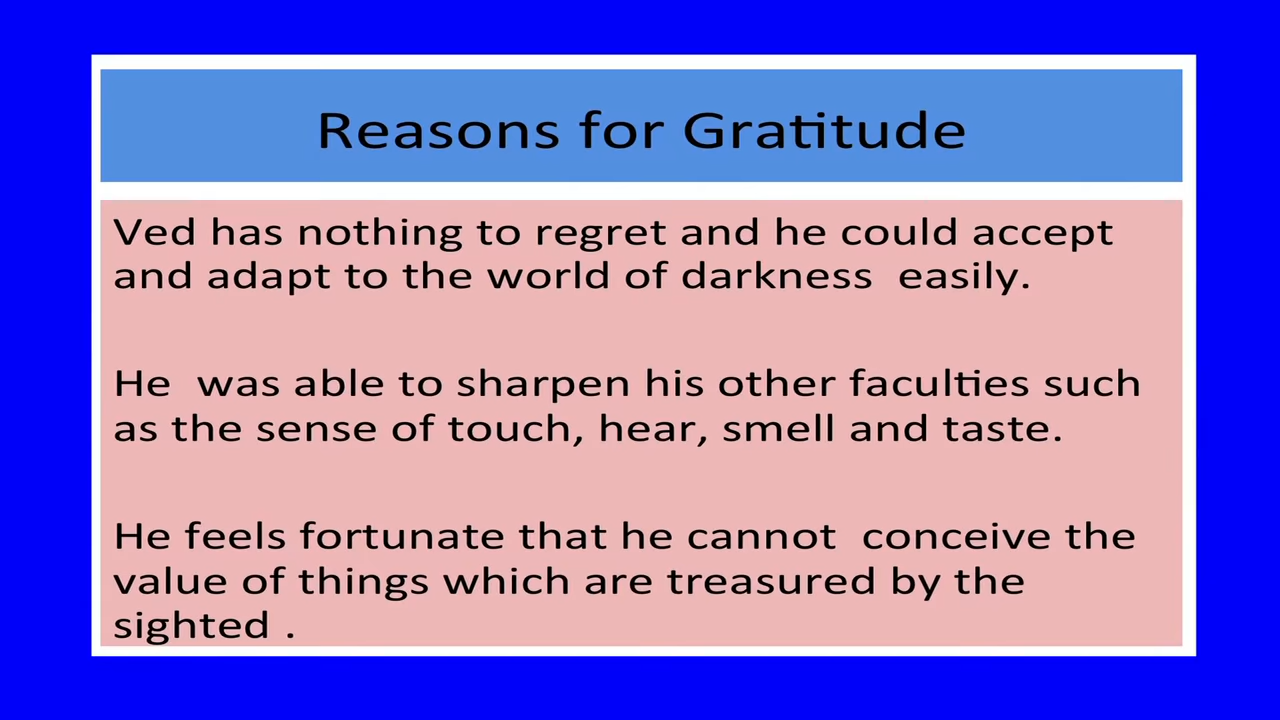 Reasons for Gratitude
Ved has nothing to regret and he could accept
and adapt to the world of darkness  easily.
He  was able to sharpen his other faculties such
as the sense of touch, hear, smell and taste.
He feels fortunate that he cannot  conceive the
value of things which are treasured by the
sighted .